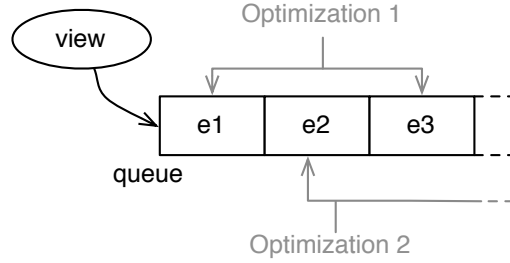 Optimization 1
view
e1 e2 e3
queue
Optimization 2